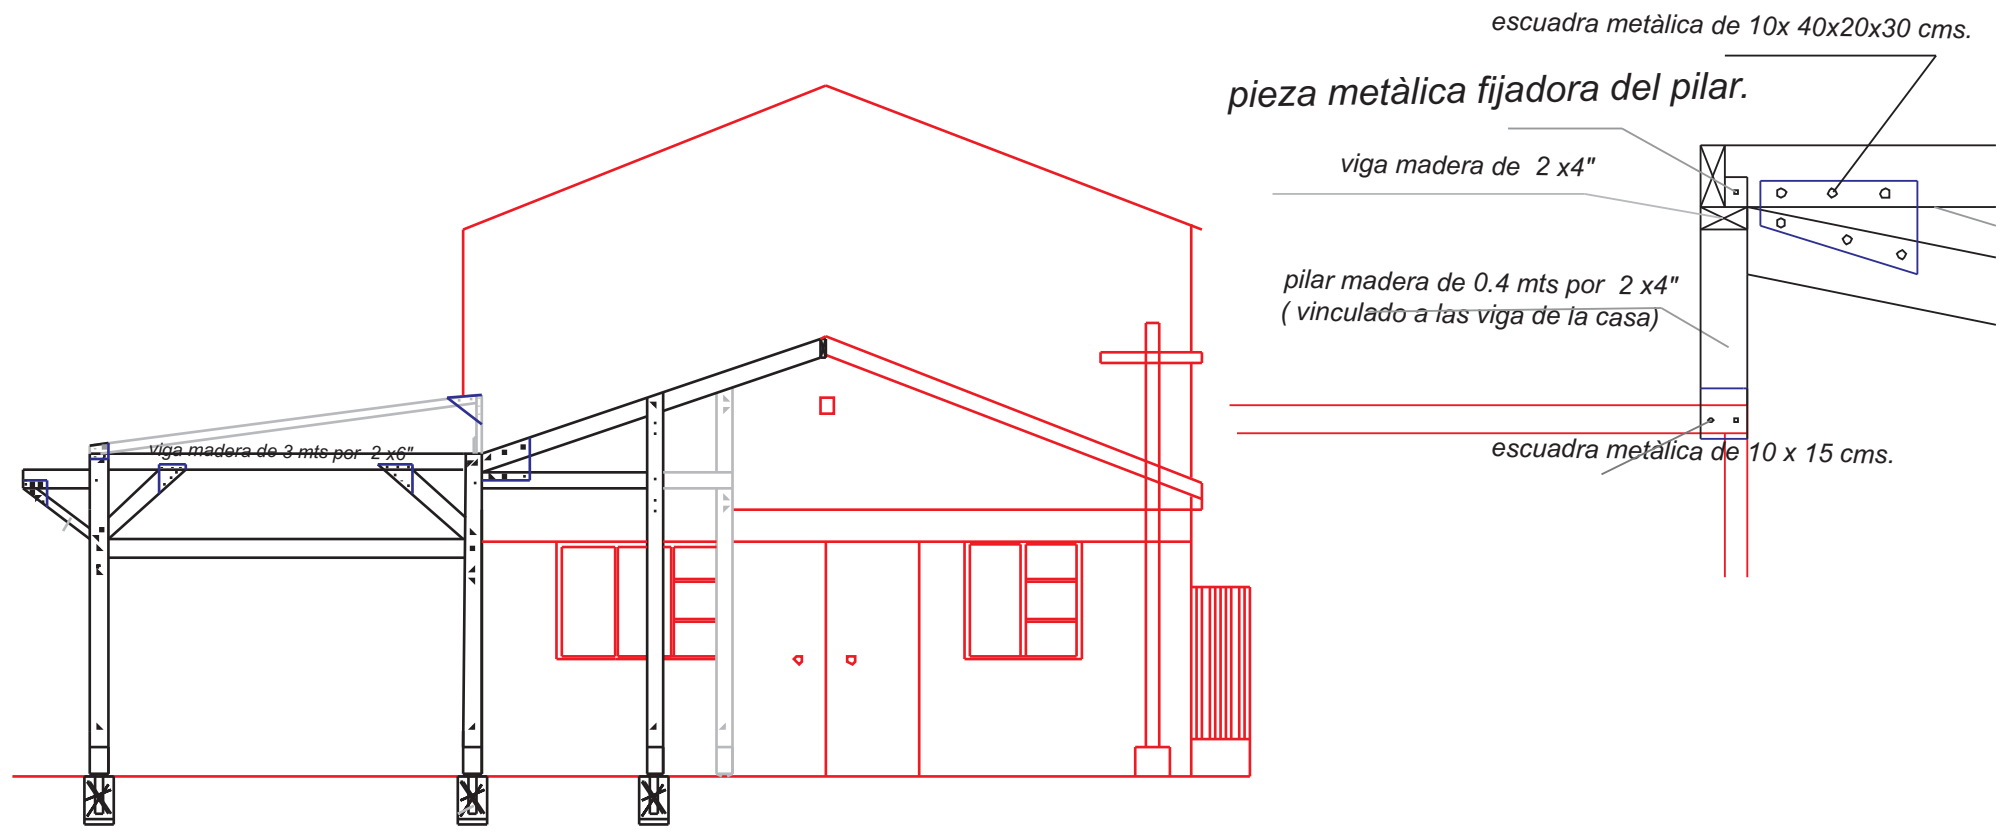 escuadra metàlica de 10x 40x20x30 cms.
pieza metàlica fijadora del pilar.
viga madera de 2 x4"
pilar madera de 0.4 mts por 2 x4"
( vinculado a las viga de la casa)
viga madera de 3 mts por 2 x6"
escuadra metàlica de 10 x 15 cms.